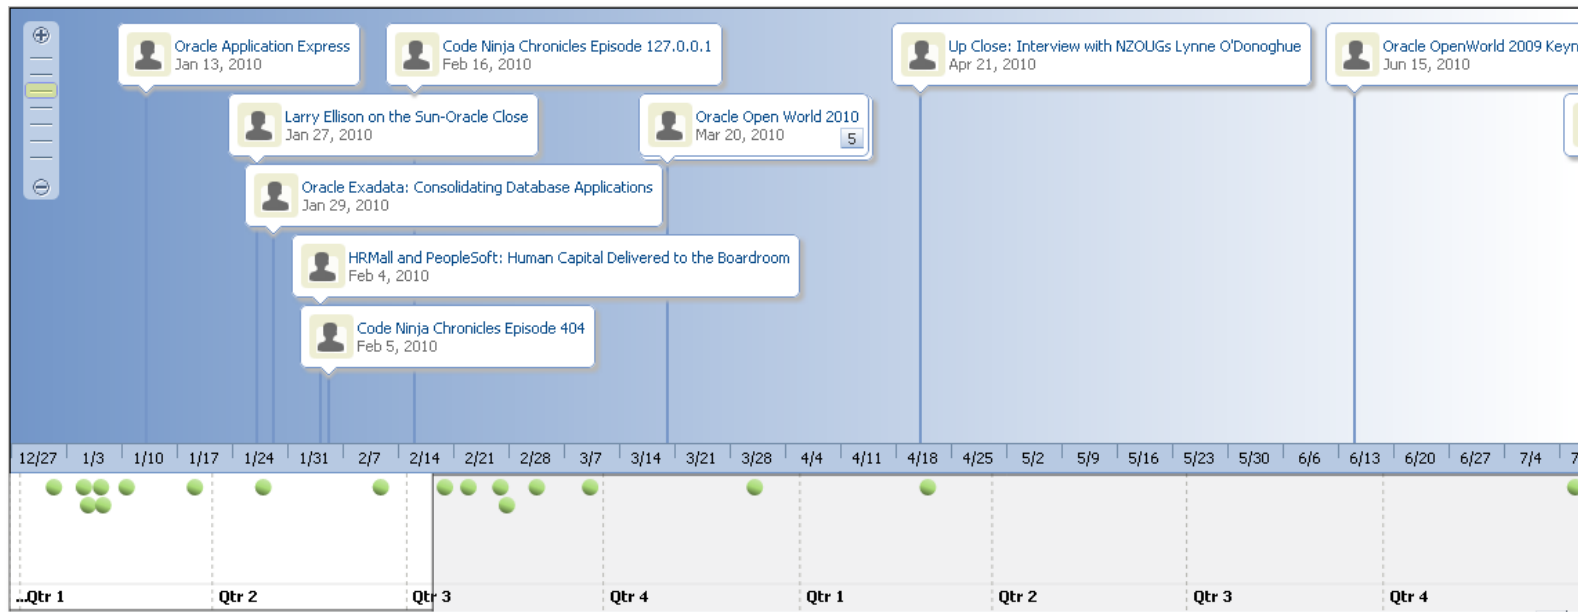 Oracle Application Express
Jan 13, 2010
Code Ninja Chronicles Episode 127.0.0.1
Feb 16, 2010
Up Close: Interview with NZOUGs Lynne O'Donoghue
Apr 21, 2010
Oracle OpenWorld 2009 Keyn
Jun 15, 2010
Larry Ellison on the Sun-Oracle Close
Jan 27, 2010
Oracle Open World 2010
Mar 20, 2010
5
Oracle Exadata: Consolidating Database Applications
Jan 29, 2010
HRMall and PeopleSoft: Human Capital Delivered to the Boardroom
Feb 4, 2010
Code Ninja Chronicles Episode 404
Feb 5, 2010
12/27 1/3 1/10 1/17 1/24 1/31 2/7 2/14 2/21 2/28 3/7 3/14 3/21 3/28 4/4 4/11 4/18 4/25 5/2 5/9 5/16 5/23 5/30 6/6 6/13 6/20 6/27 7/4 7
...Qtr 1 Qtr 2 Qtr 3 Qtr 4 Qtr 1 Qtr 2 Qtr 3 Qtr 4